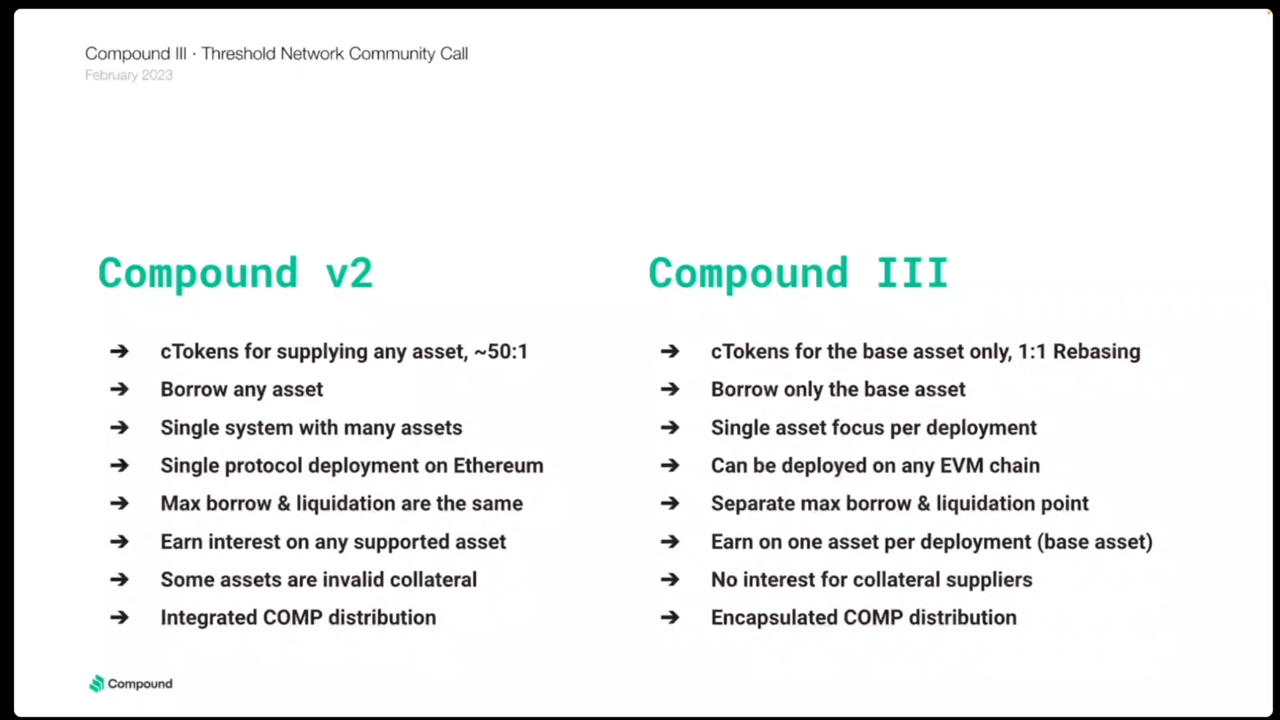 Compound III · Threshold Network Community Call
February 2023
Compound v2
➔ cTokens for supplying any asset, ~50:1
➔ Borrow any asset
➔ Single system with many assets
➔ Single protocol deployment on Ethereum
➔ Max borrow & liquidation are the same
➔ Earn interest on any supported asset
➔ Some assets are invalid collateral
➔ Integrated COMP distribution
Compound III
➔ cTokens for the base asset only, 1:1 Rebasing
➔ Borrow only the base asset
➔ Single asset focus per deployment
➔ Can be deployed on any EVM chain
➔ Separate max borrow & liquidation point
➔ Earn on one asset per deployment (base asset)
➔ No interest for collateral suppliers
➔ Encapsulated COMP distribution
Compound